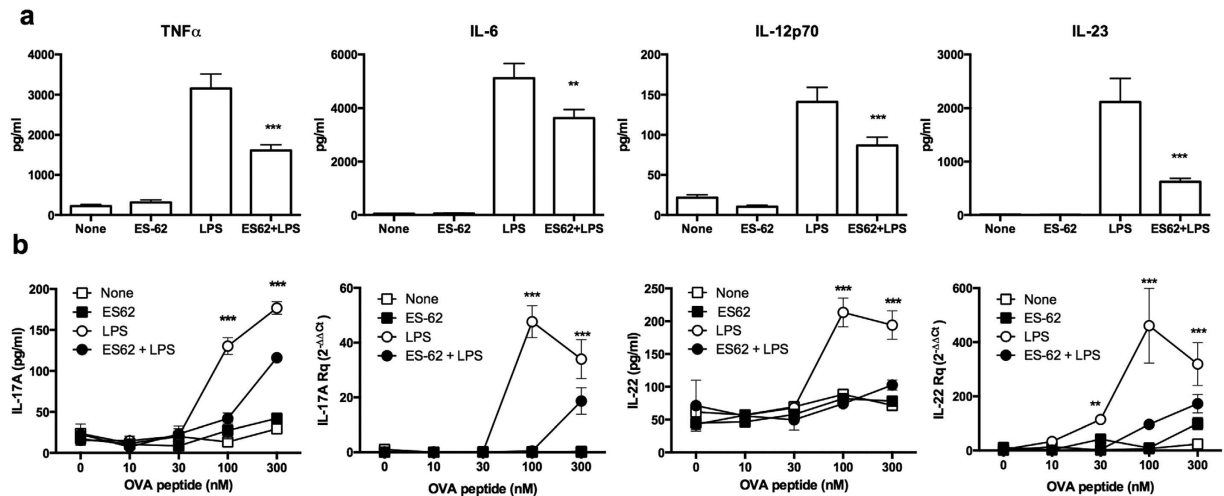 a
TNFα
IL-6
IL-12p70
IL-23
pg/ml
4000
3000
2000
1000
0
***
None ES-62 LPS ES62+LPS
pg/ml
6000
4000
2000
0
**
None ES-62 LPS ES62+LPS
pg/ml
200
150
100
50
0
***
None ES-62 LPS ES62+LPS
pg/ml
3000
2000
1000
0
***
None ES-62 LPS ES62+LPS
b
IL-17A (pg/ml)
200
150
100
50
0
None
ES62
LPS
ES62 + LPS
***
***
0 10 30 100 300
OVA peptide (nM)
IL-17A Rq (2-ΔΔCt)
60
40
20
0
None
ES-62
LPS
ES-62 + LPS
***
***
0 10 30 100 300
OVA peptide (nM)
IL-22 (pg/ml)
250
200
150
100
50
0
None
ES62
LPS
ES62 + LPS
***
***
0 10 30 100 300
OVA peptide (nM)
IL-22 Rq (2-ΔΔCt)
600
400
200
0
None
ES-62
LPS
ES-62 + LPS
**
***
***
0 10 30 100 300
OVA peptide (nM)